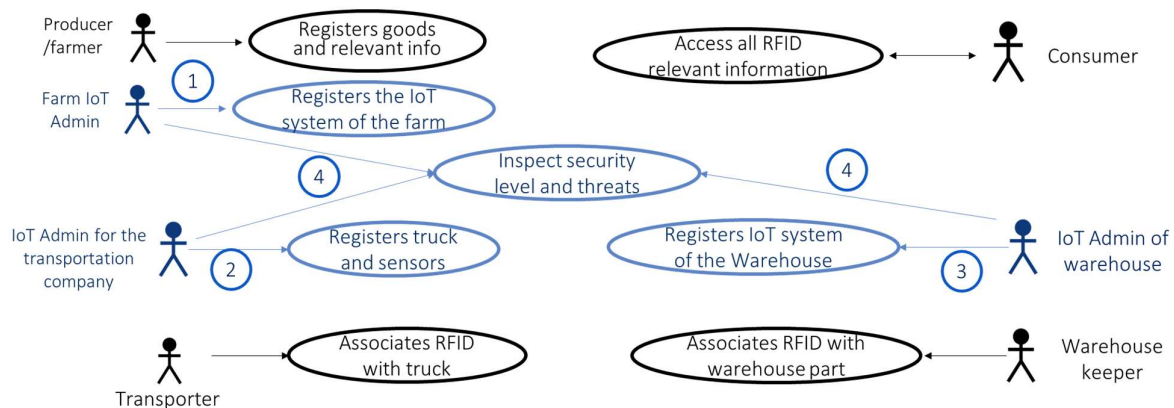 Producer
/farmer
Registers goods
and relevant info
Access all RFID
relevant information
Consumer
1
Farm IoT
Admin
Registers the IoT
system of the farm
4
Inspect security
level and threats
4
IoT Admin for the
transportation
company
2
Registers truck
and sensors
Registers IoT system
of the Warehouse
3
IoT Admin of
warehouse
Transporter
Associates RFID
with truck
Associates RFID with
warehouse part
Warehouse
keeper